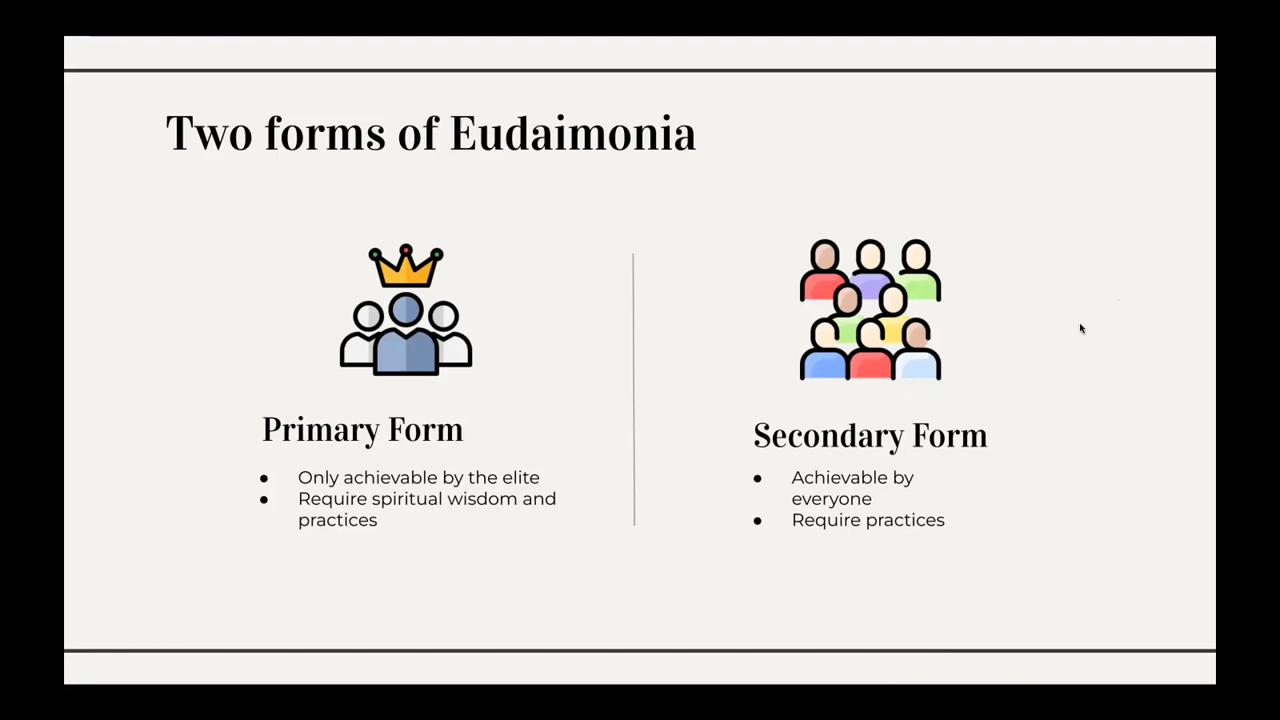 Two forms of Eudaimonia
Primary Form
● Only achievable by the elite
● Require spiritual wisdom and
practices
Secondary Form
● Achievable by
everyone
● Require practices